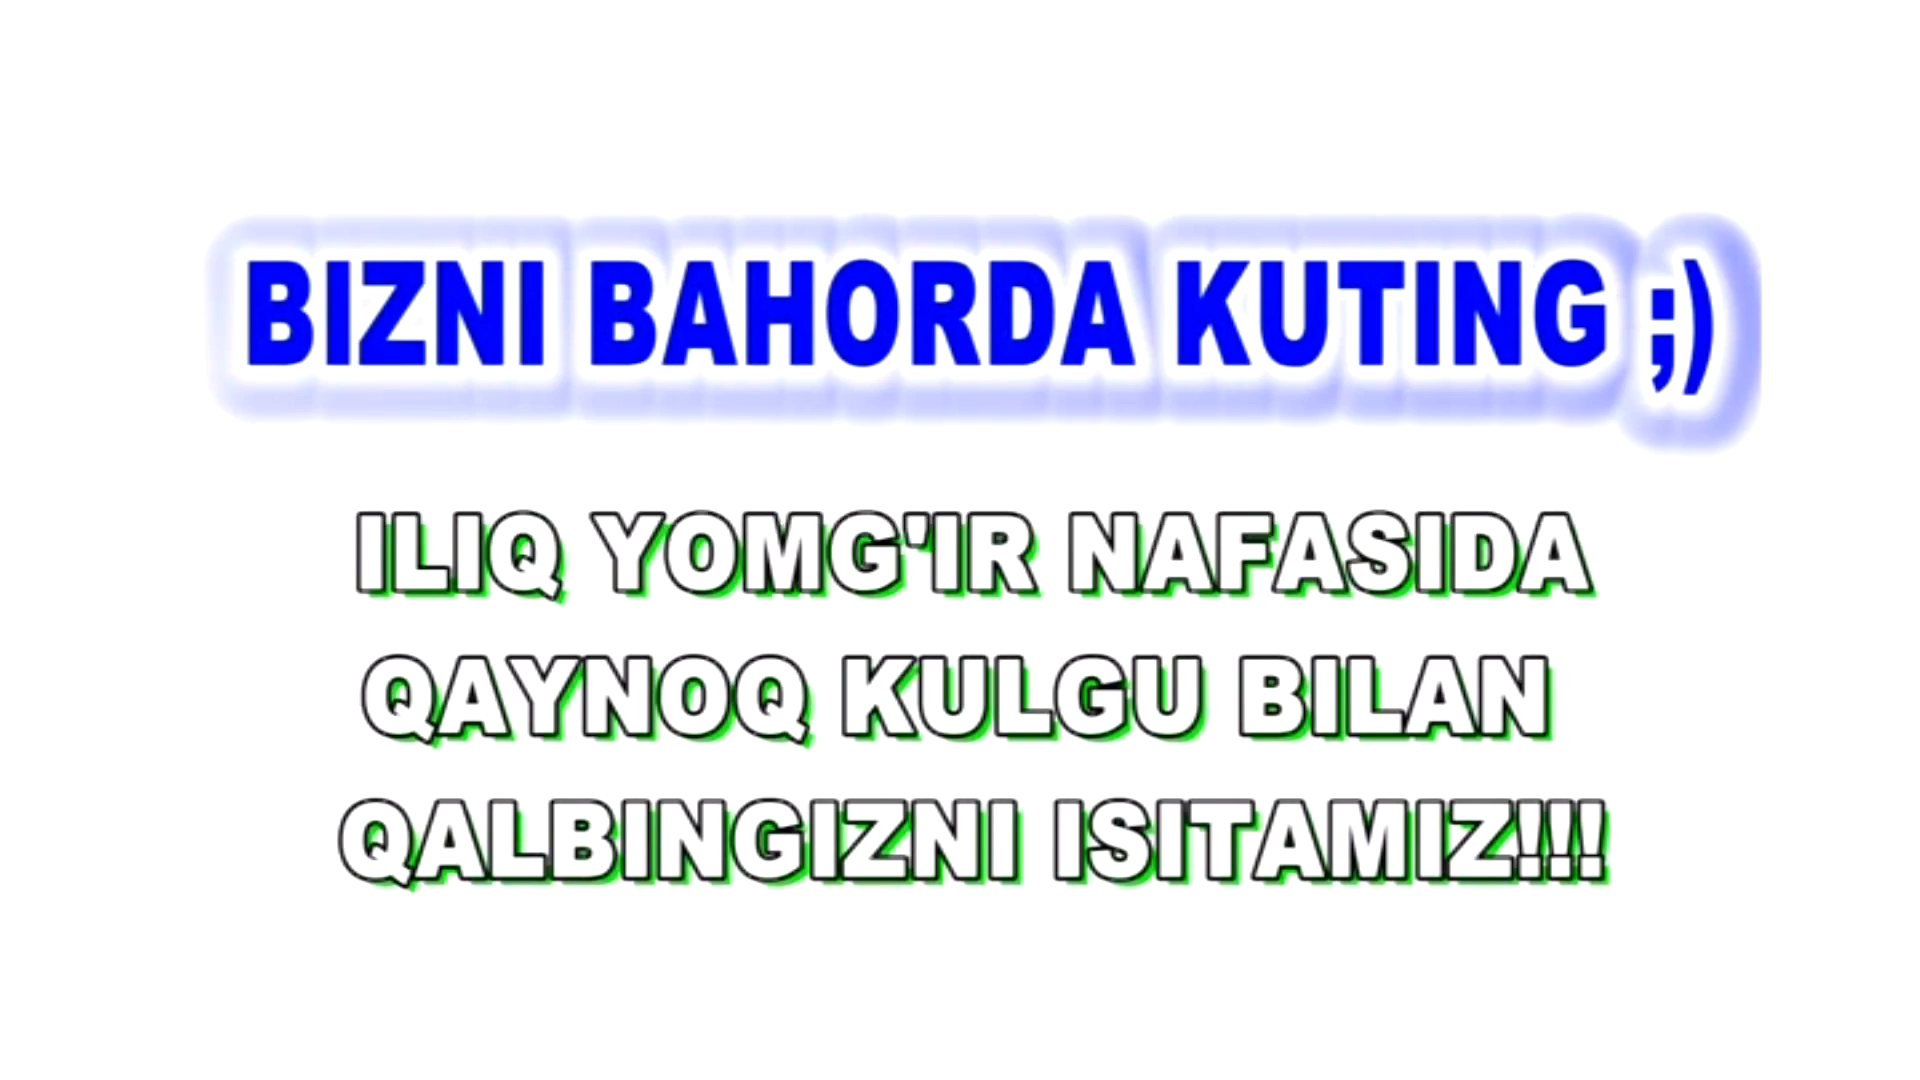 BIZNI BAHORDA KUTING ;)
ILIQ YOMG'IR NAFASIDA
QAYNOQ KULGU BILAN
QALBINGIZNI ISITAMIZ!!!